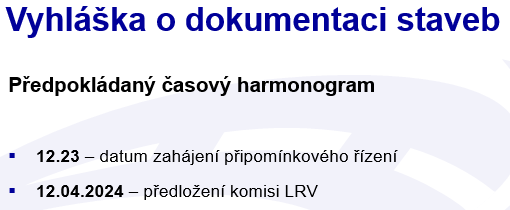 Vyhláška o dokumentaci staveb
Předpokládaný časový harmonogram
▪ 12.23 – datum zahájení připomínkového řízení
▪ 12.04.2024 – předložení komisi LRV